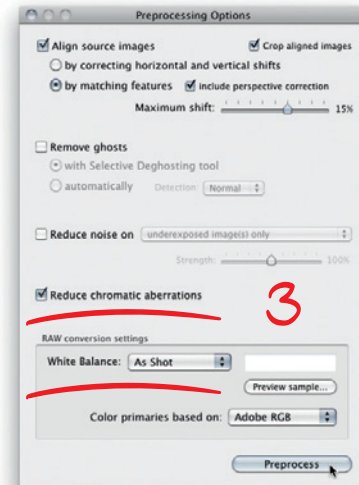 Preprocessing Options
Align source images Crop aligned images
by correcting horizontal and vertical shifts
by matching features include perspective correction
Maximum shift: 15%
Remove ghosts
with Selective Deghosting tool
automatically Detection: Normal
Reduce noise on underexposed image(s) only
Strength: 100%
Reduce chromatic aberrations
3
RAW conversion settings
White Balance: As Shot
Preview sample...
Color primaries based on: Adobe RGB
Preprocess